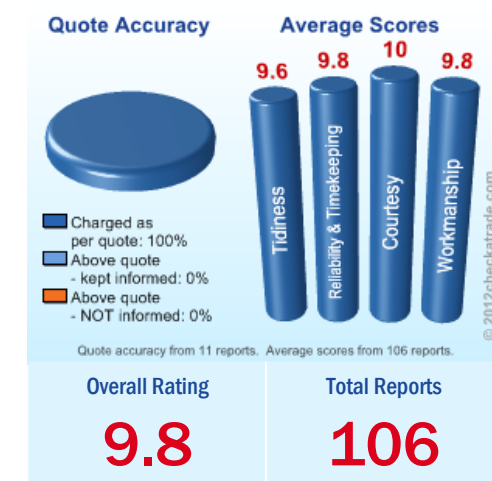 Quote Accuracy
Average Scores
9.6
9.8
10
9.8
Tidiness
Reliability & Timekeeping
Courtesy
Workmanship
Charged as
per quote: 100%
Above quote
- kept informed: 0%
Above quote
- NOT informed: 0%
© 2012checkatrade.com
Quote accuracy from 11 reports. Average scores from 106 reports.
Overall Rating
Total Reports
9.8
106